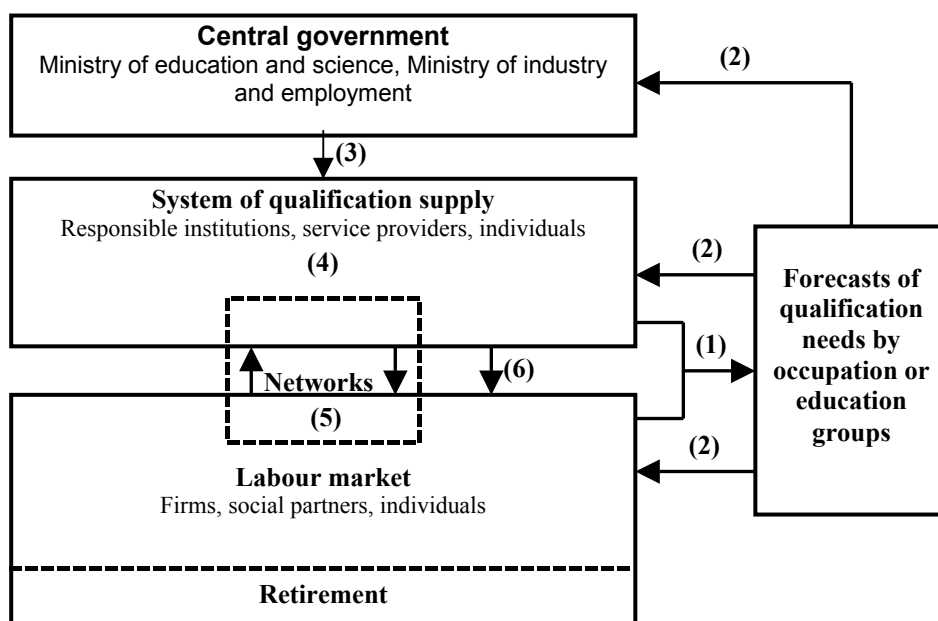 Central government
Ministry of education and science, Ministry of industry
and employment
(2)
(3)
System of qualification supply
Responsible institutions, service providers, individuals
(4)
(2)
Forecasts of
qualification
needs by
occupation or
education
groups
(1)
(6)
Networks
(5)
(2)
Labour market
Firms, social partners, individuals
Retirement